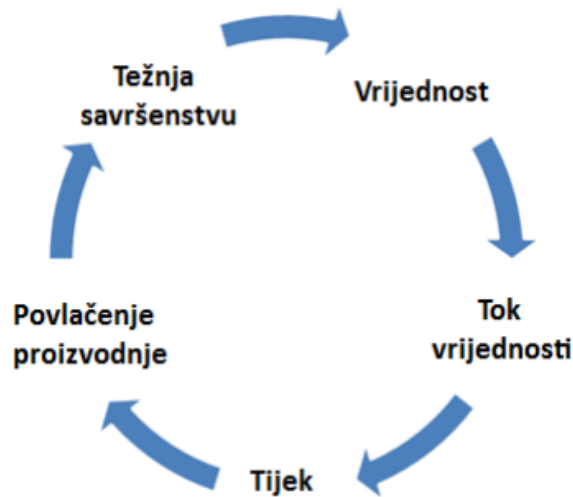 Težnja
savršenstvu
Vrijednost
Tok
vrijednosti
Tijek
Povlačenje
proizvodnje